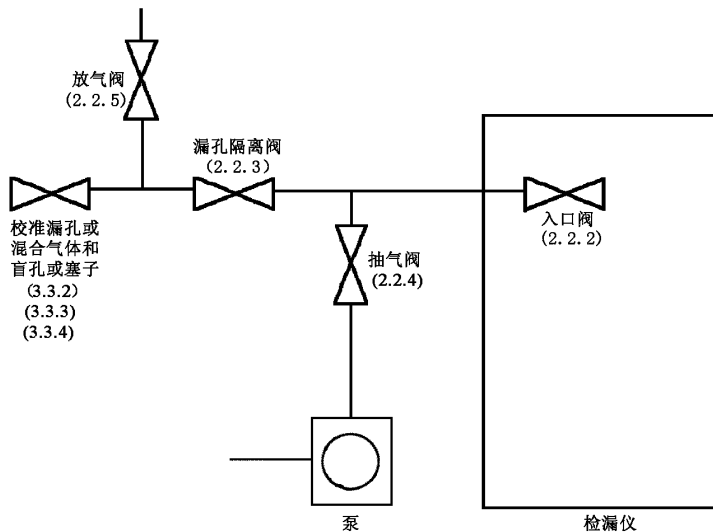 放气阀
(2.2.5)
漏孔隔离阀
(2.2.3)
校准漏孔或
混合气体和
盲孔或塞子
(3.3.2)
(3.3.3)
(3.3.4)
抽气阀
(2.2.4)
入口阀
(2.2.2)
泵
检漏仪